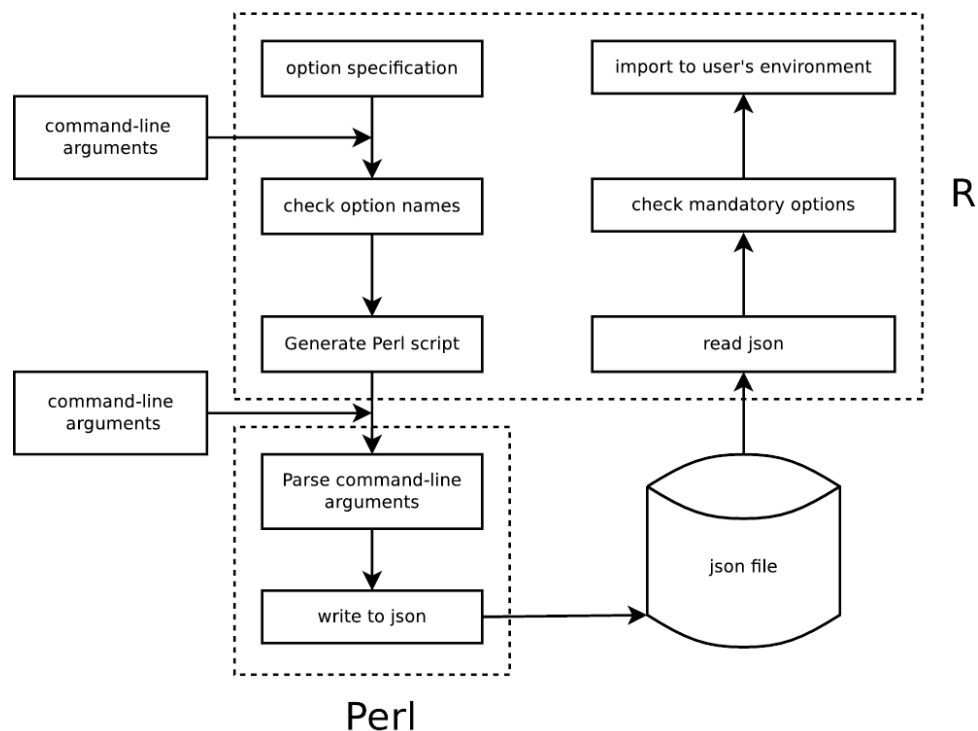 option specification
import to user's environment
command-line
arguments
check option names
check mandatory options
R
Generate Perl script
read json
command-line
arguments
Parse command-line
arguments
json file
write to json
Perl